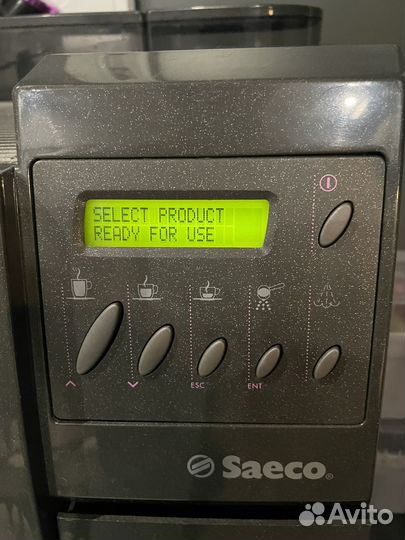 SELECT PRODUCT
READY FOR USE
ESC
ENT
Saeco®
Avito